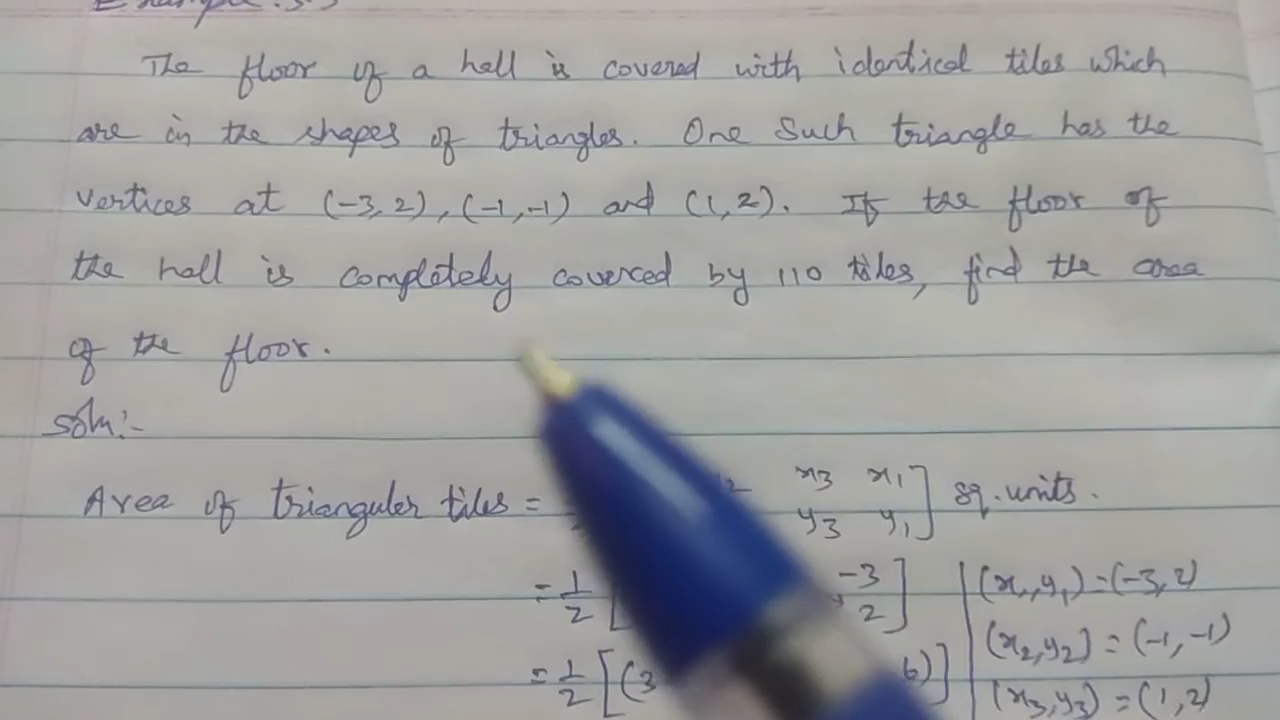 Example 5.5
The floor of a hall is covered with identical tiles which
are in the shapes of triangles. One such triangle has the
vertices at (-3,2), (-1,-1) and (1,2). If the floor of
the hall is completely covered by 110 tiles, find the area
of the floor.
Soln:-
Area of triangular tiles = x3 x1] sq.units.
y3 y1
= 1/2 [ -3]
2
(x1,y1) = (-3,2)
(x2,y2) = (-1,-1)
= 1/2 [(3 6)]
(x3,y3) = (1,2)